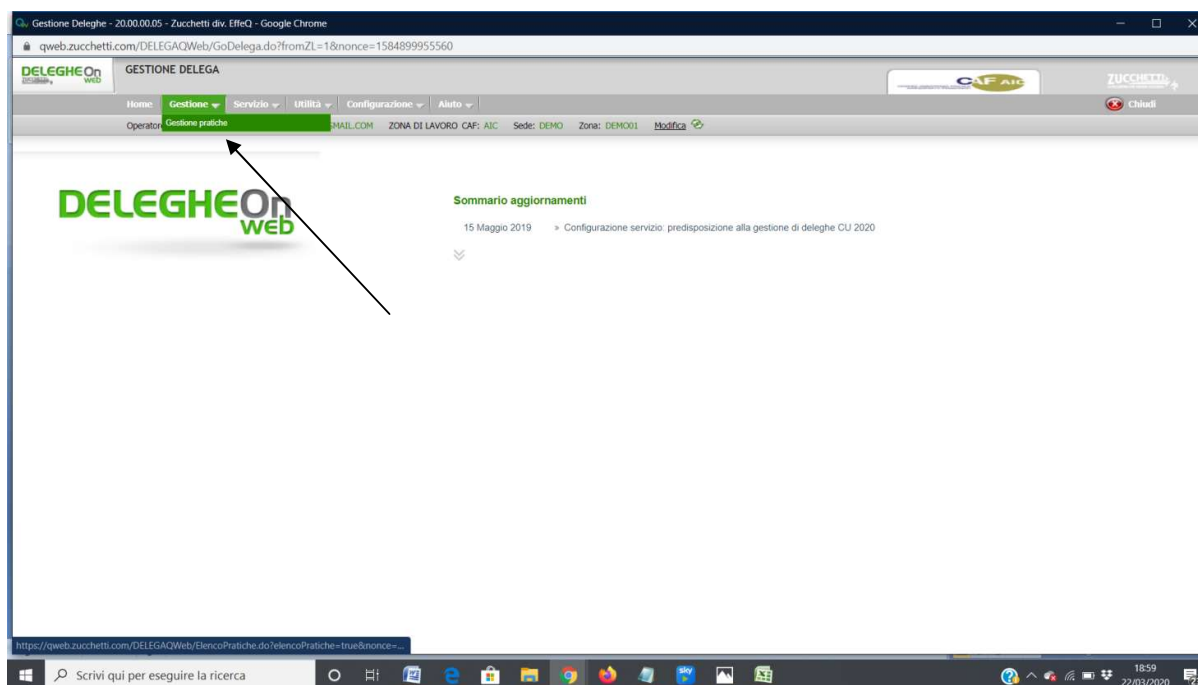 Gestione Deleghe - 20.00.00.05 - Zucchetti div. EffeQ - Google Chrome
qweb.zucchetti.com/DELEGAQWeb/GoDelega.do?fromZL=1&nonce=1584899955560
DELEGHEOn web
GESTIONE DELEGA
CAF AIC
ZUCCHETTI
Home Gestione Servizio Utilità Configurazione Aiuto
Chiudi
Operator
Gestione pratiche
MAIL.COM ZONA DI LAVORO CAF: AIC Sede: DEMO Zona: DEMO01 Modifica
DELEGHEOn
web
Sommario aggiornamenti
15 Maggio 2019 » Configurazione servizio: predisposizione alla gestione di deleghe CU 2020
https://qweb.zucchetti.com/DELEGAQWeb/ElencoPratiche.do?elencoPratiche=true&nonce=...
Scrivi qui per eseguire la ricerca
sky
18:59
22/03/2020